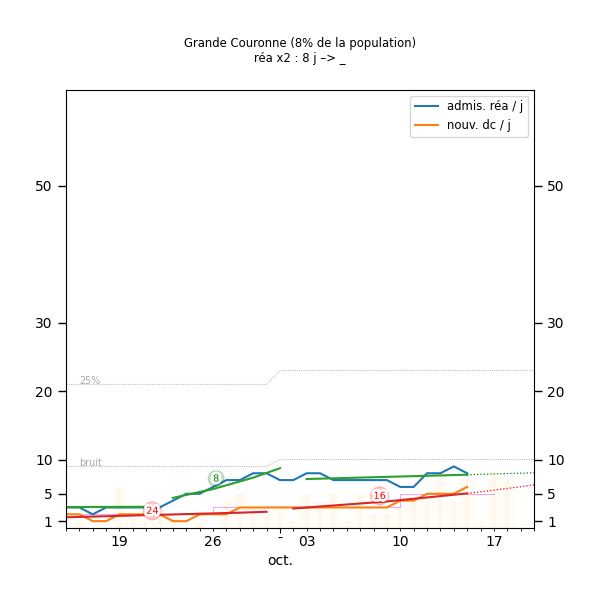 Grande Couronne (8% de la population)
réa x2 : 8 j –> _
admis. réa / j
nouv. dc / j
50 50
30 30
25%
20 20
bruit
10 10
8
16
5 5
24
1 1
19 26 - 03 10 17
oct.